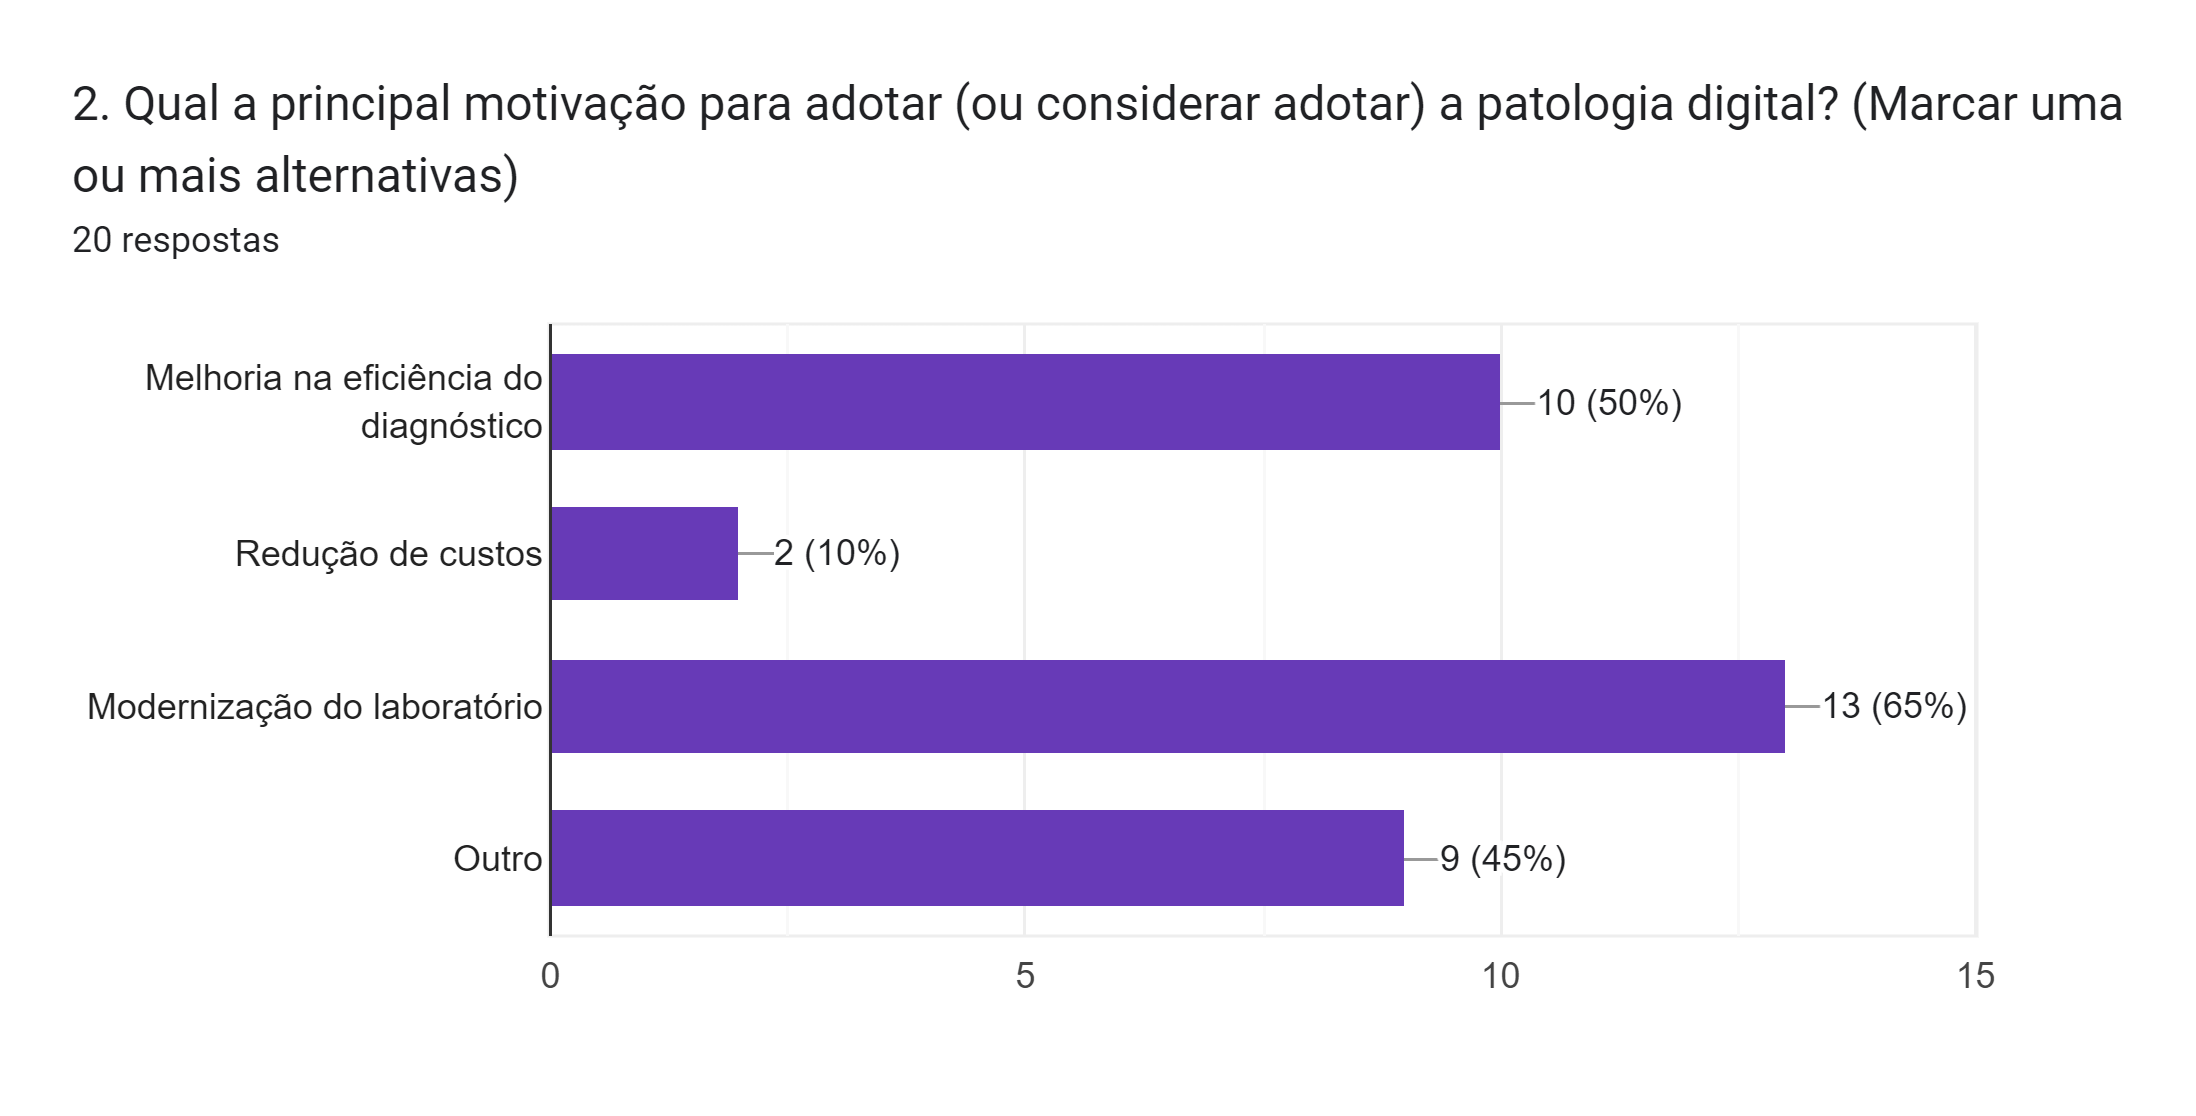 2. Qual a principal motivação para adotar (ou considerar adotar) a patologia digital? (Marcar uma
ou mais alternativas)
20 respostas
Melhoria na eficiência do
diagnóstico
10 (50%)
Redução de custos
2 (10%)
Modernização do laboratório
13 (65%)
Outro
9 (45%)
0
5
10
15